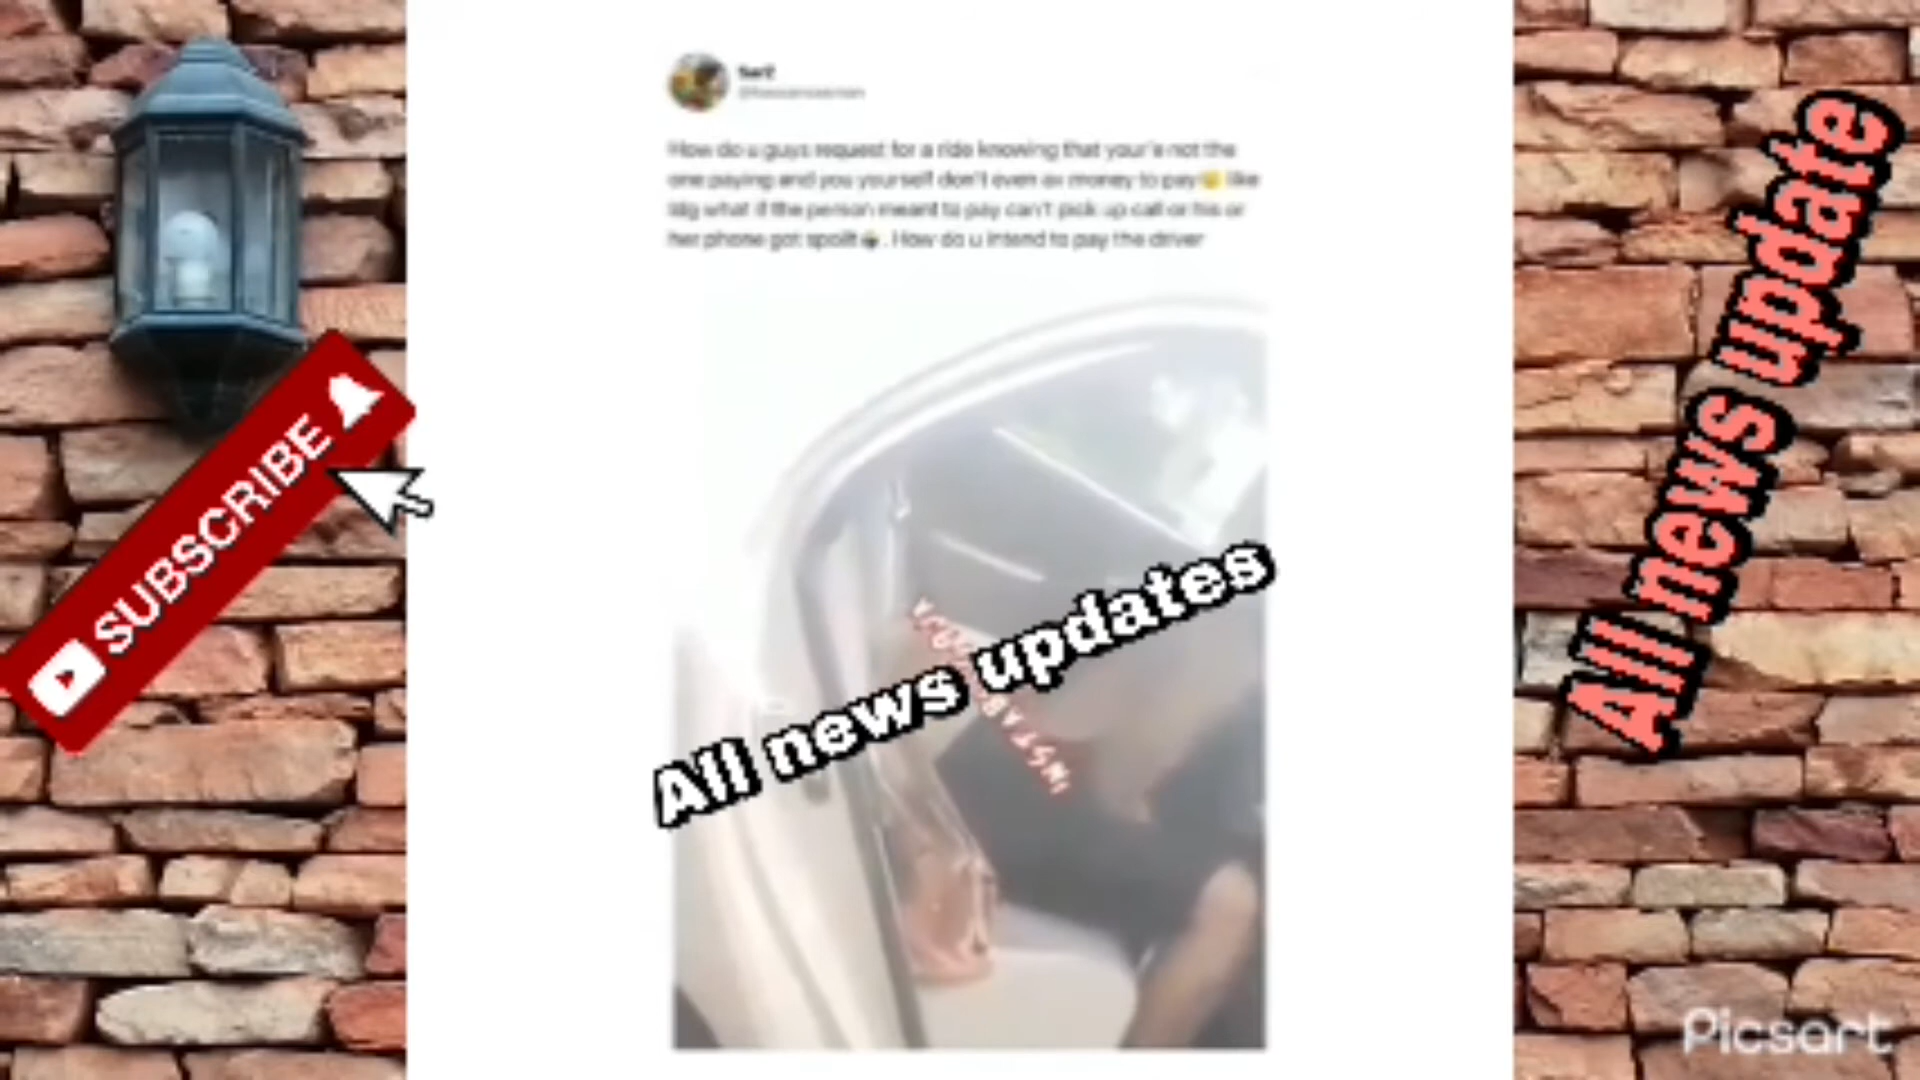 How do u guys request for a ride knowing that your'e not the
one paying and you yourself don't even av money to pay😩 like
Idg what if the person meant to pay can't pick up call or his or
her phone got spoilt. How do u intend to pay the driver
SUBSCRIBE
All news updates
All news update
Picsart